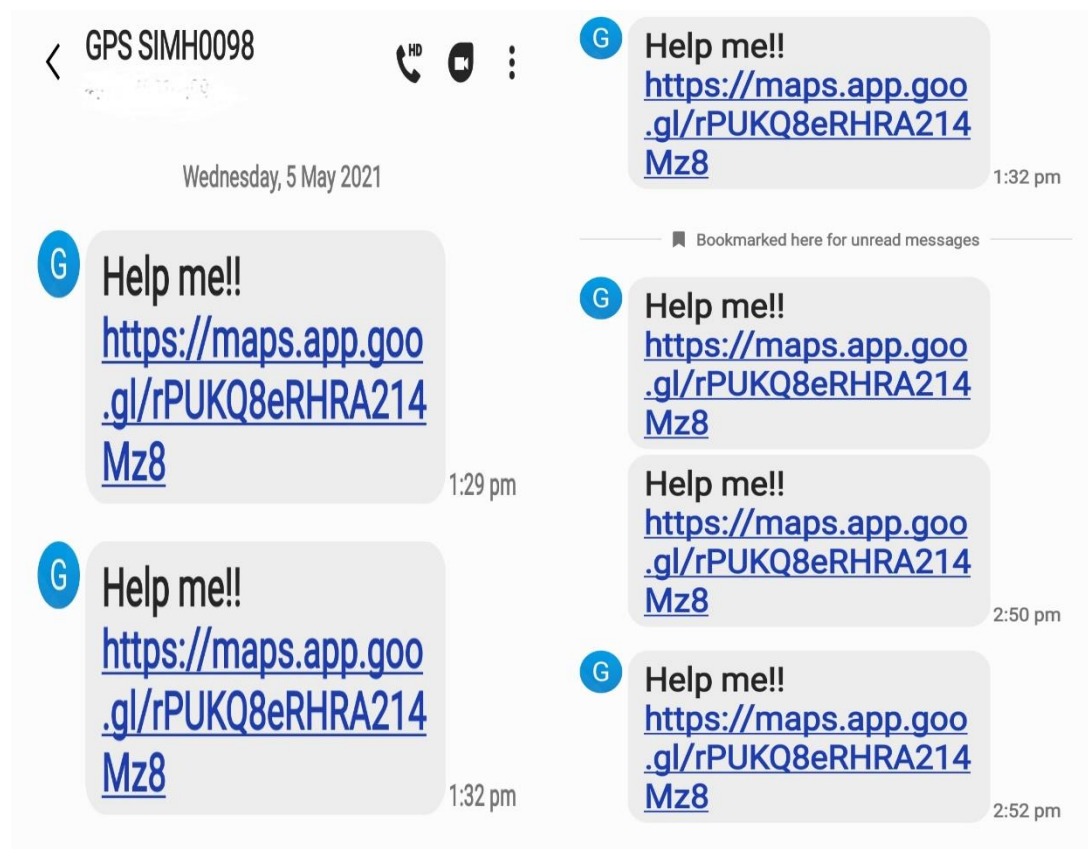 GPS SIMH0098
Wednesday, 5 May 2021
G
Help me!!
https://maps.app.goo
.gl/rPUKQ8eRHRA214
Mz8
1:29 pm
G
Help me!!
https://maps.app.goo
.gl/rPUKQ8eRHRA214
Mz8
1:32 pm
G
Help me!!
https://maps.app.goo
.gl/rPUKQ8eRHRA214
Mz8
1:32 pm
Bookmarked here for unread messages
G
Help me!!
https://maps.app.goo
.gl/rPUKQ8eRHRA214
Mz8
Help me!!
https://maps.app.goo
.gl/rPUKQ8eRHRA214
Mz8
2:50 pm
G
Help me!!
https://maps.app.goo
.gl/rPUKQ8eRHRA214
Mz8
2:52 pm
HD